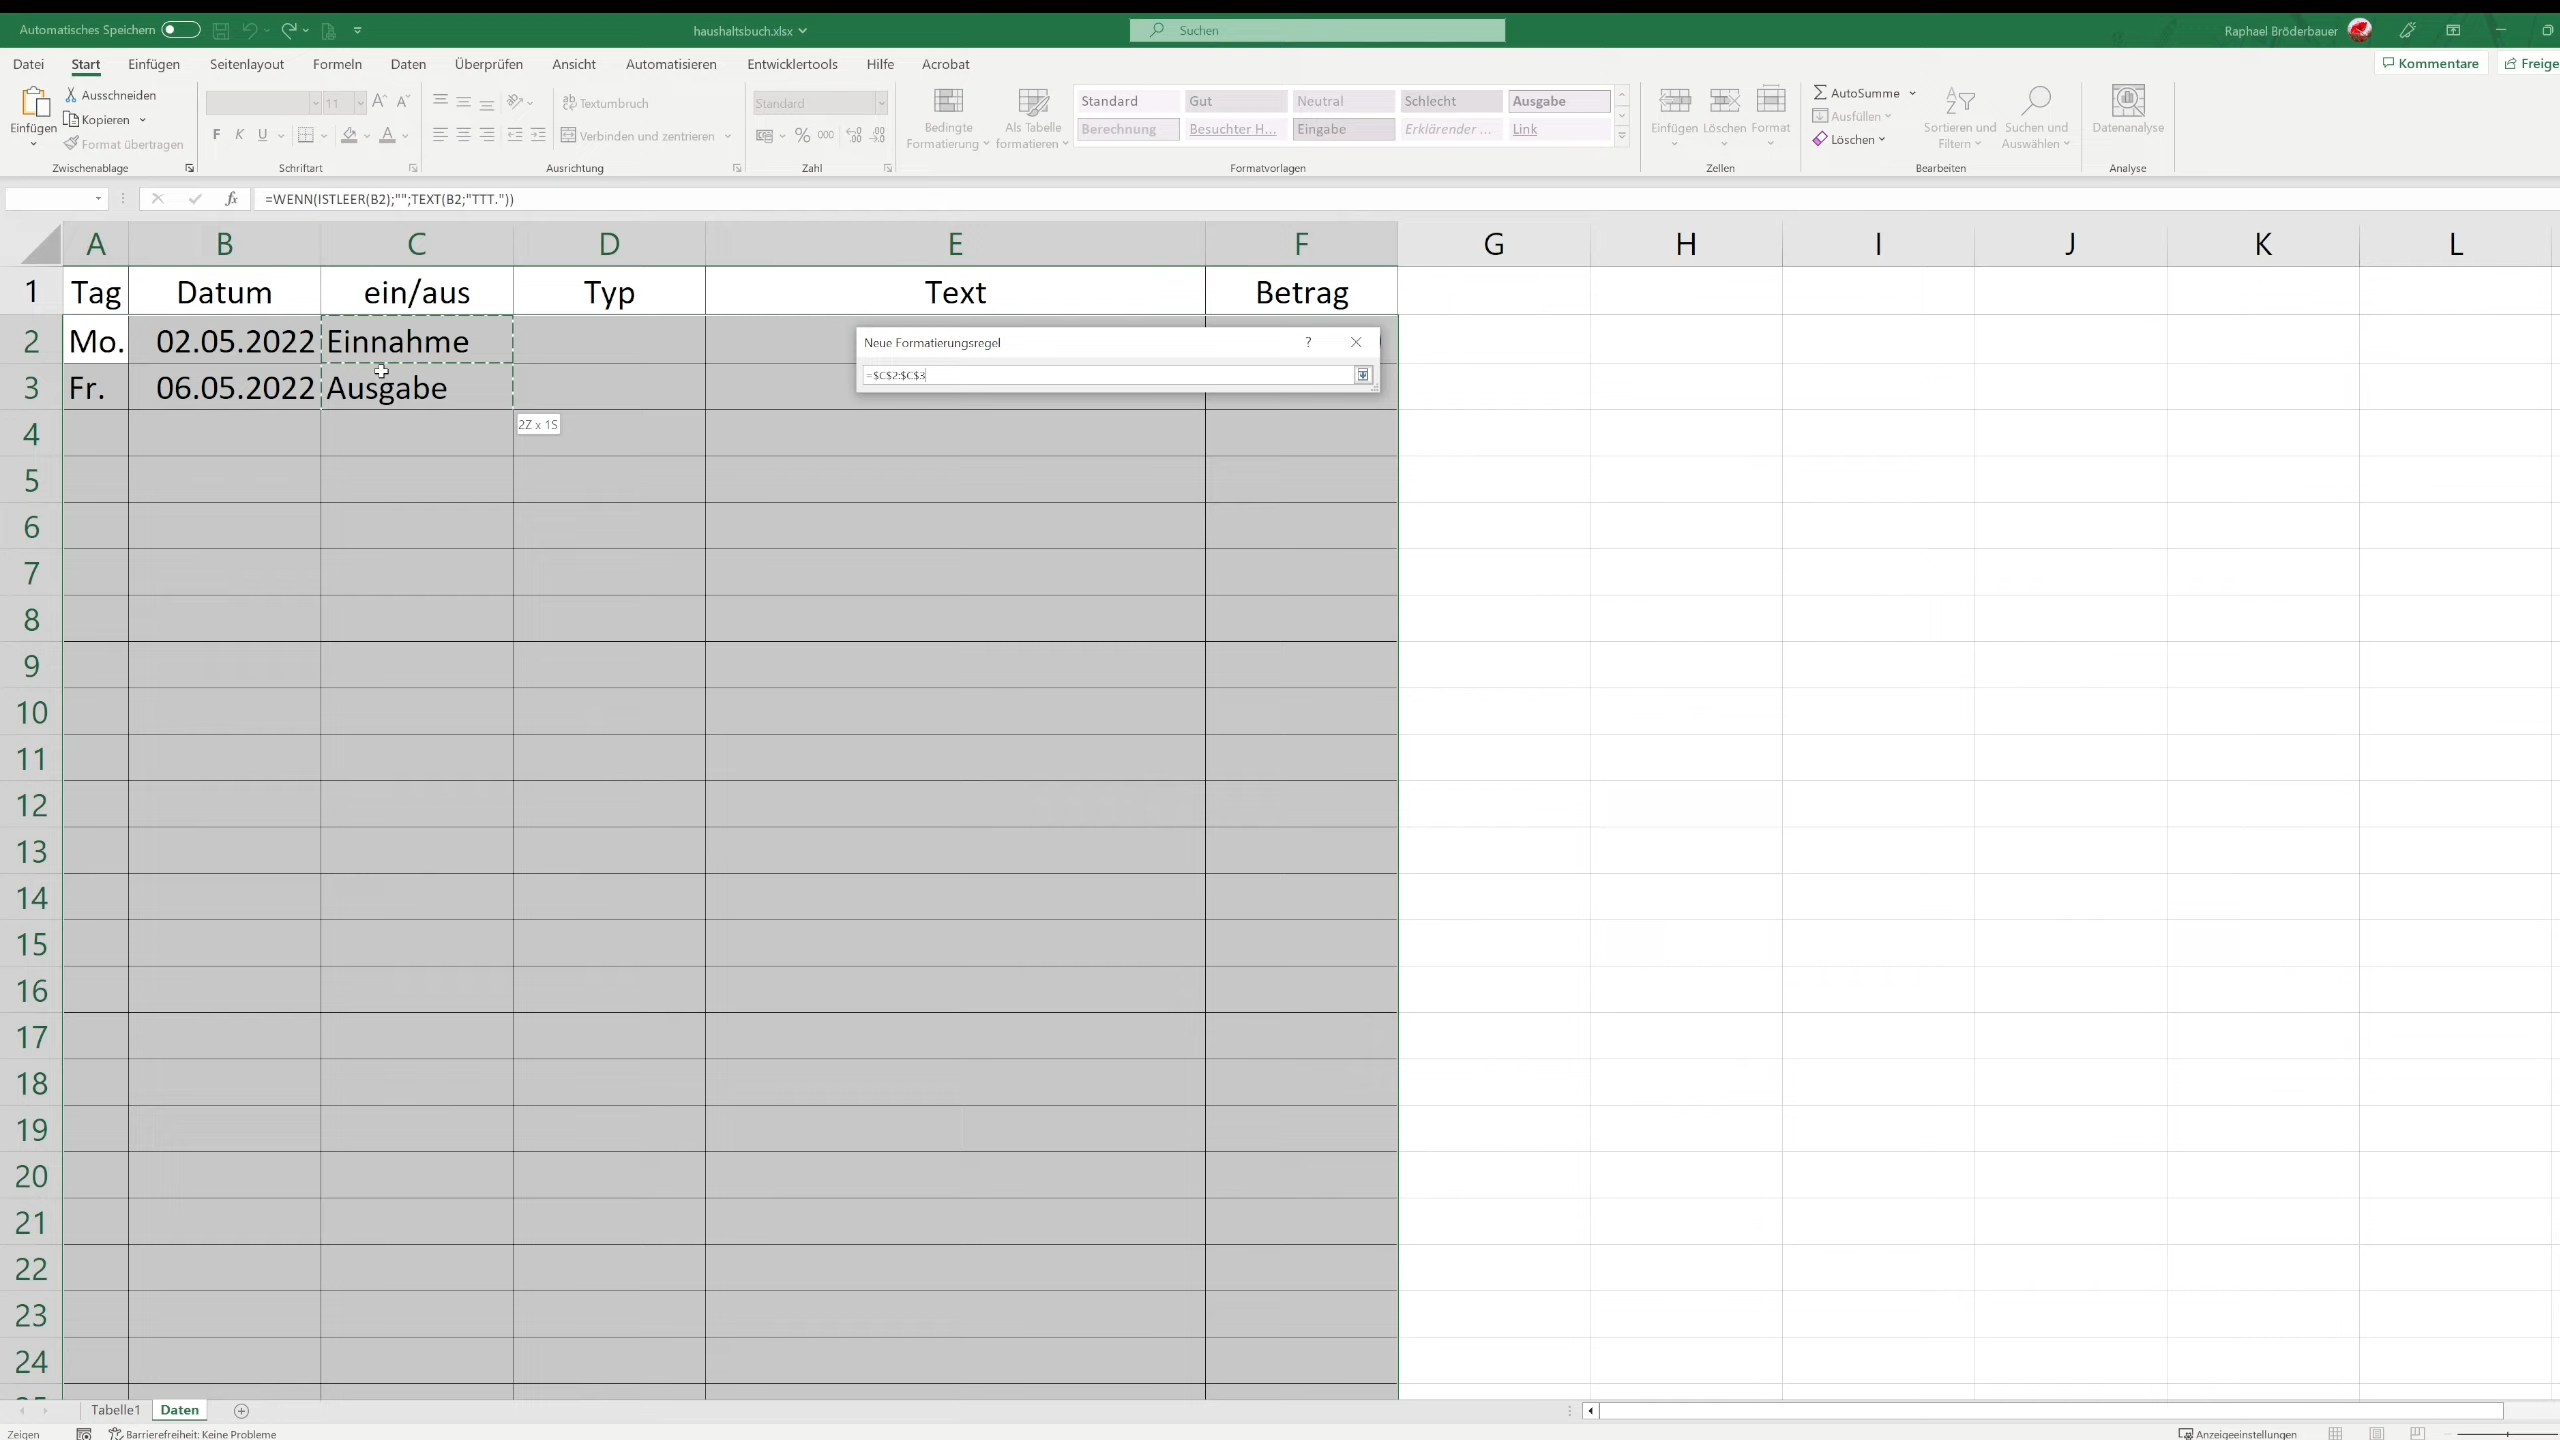 Automatisches Speichern
haushaltsbuch.xlsx
Suchen
Raphael Bröderbauer
Datei Start Einfügen Seitenlayout Formeln Daten Überprüfen Ansicht Automatisieren Entwicklertools Hilfe Acrobat
Kommentare
Freige
Einfügen
Ausschneiden
Kopieren
Format übertragen
Zwischenablage
11
F K U
Schriftart
Textumbruch
Verbinden und zentrieren
Ausrichtung
Standard
% 000
Zahl
Bedingte Formatierung
Als Tabelle formatieren
Standard Gut Neutral Schlecht Ausgabe
Berechnung Besuchter H... Eingabe Erklärender ... Link
Formatvorlagen
Einfügen Löschen Format
Zellen
AutoSumme
Ausfüllen
Löschen
Sortieren und Filtern
Suchen und Auswählen
Bearbeiten
Datenanalyse
Analyse
=WENN(ISTLEER(B2);"";TEXT(B2;"TTT."))
A B C D E F G H I J K L
1 Tag Datum ein/aus Typ Text Betrag
2 Mo. 02.05.2022 Einnahme
3 Fr. 06.05.2022 Ausgabe
Neue Formatierungsregel ?
=$C$2:$C$3
2Z x 1S
4
5
6
7
8
9
10
11
12
13
14
15
16
17
18
19
20
21
22
23
24
Tabelle1 Daten
Zeigen
Barrierefreiheit: Keine Probleme
Anzeigeeinstellungen